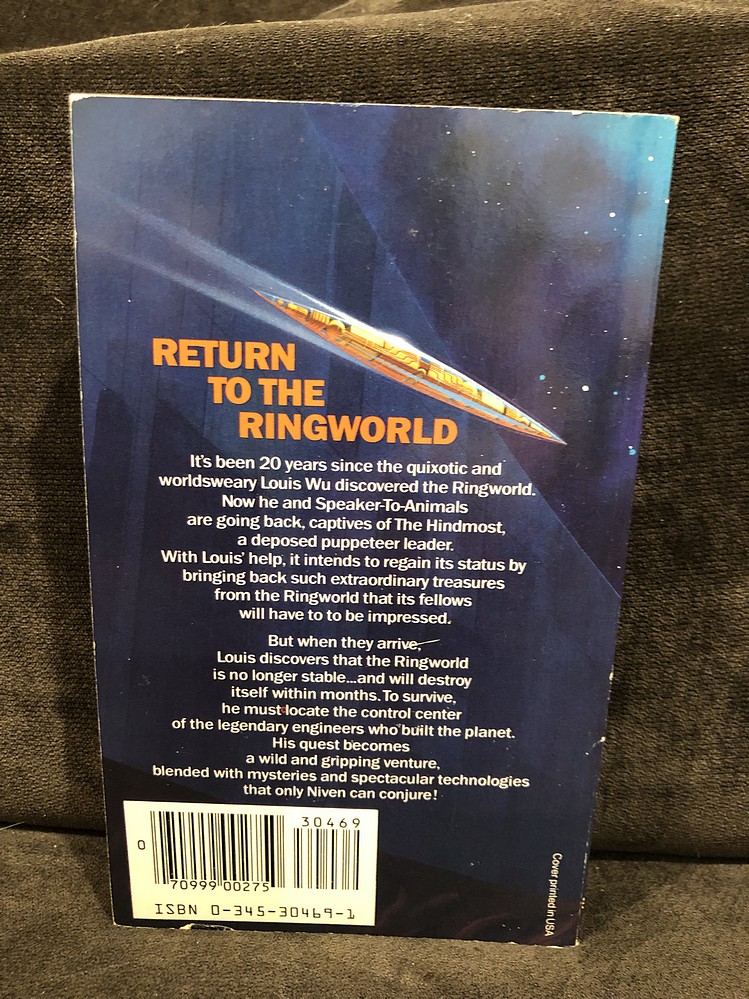 RETURN
TO THE
RINGWORLD
It's been 20 years since the quixotic and
worldsweary Louis Wu discovered the Ringworld.
Now he and Speaker-To-Animals
are going back, captives of The Hindmost,
a deposed puppeteer leader.
With Louis' help, it intends to regain its status by
bringing back such extraordinary treasures
from the Ringworld that its fellows
will have to to be impressed.
But when they arrive,
Louis discovers that the Ringworld
is no longer stable...and will destroy
itself within months. To survive,
he must locate the control center
of the legendary engineers who built the planet.
His quest becomes
a wild and gripping venture,
blended with mysteries and spectacular technologies
that only Niven can conjure!
30469
0
70999 00275
ISBN 0-345-30469-1
Cover printed in USA